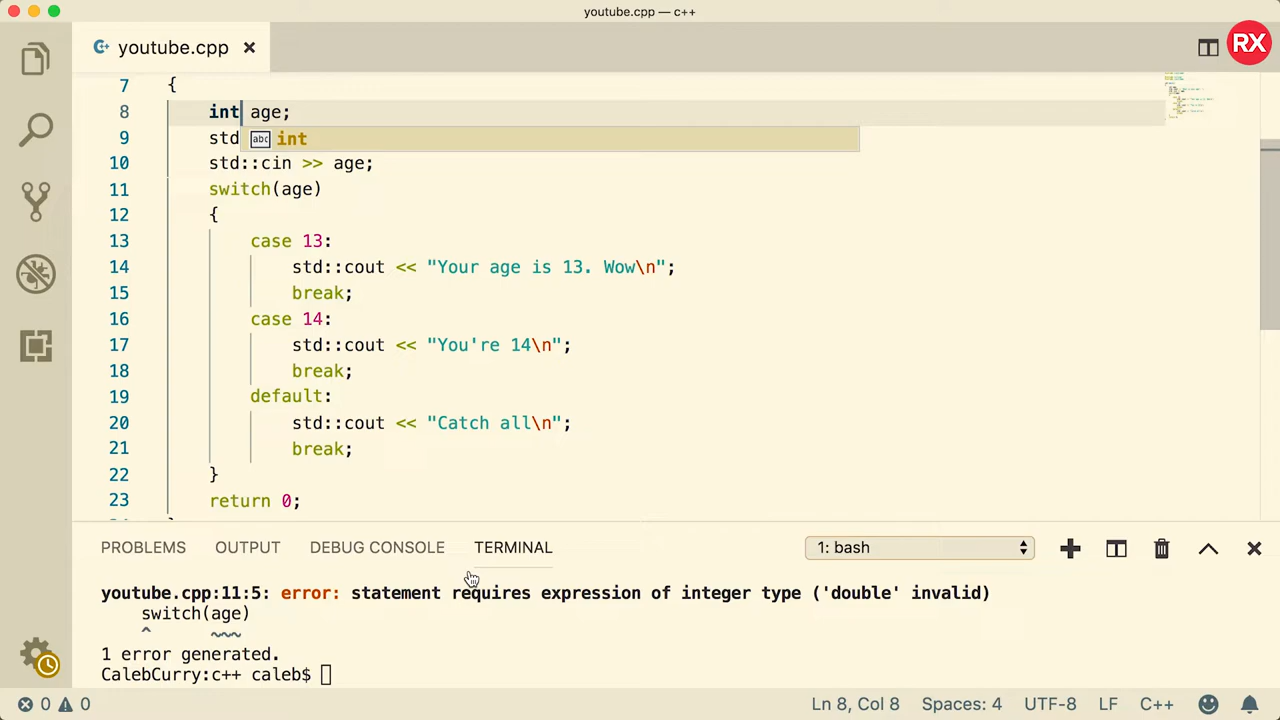 youtube.cpp — c++
youtube.cpp
RX
7 {
8 int age;
9 std
abc int
10 std::cin >> age;
11 switch(age)
12 {
13 case 13:
14 std::cout << "Your age is 13. Wow\n";
15 break;
16 case 14:
17 std::cout << "You're 14\n";
18 break;
19 default:
20 std::cout << "Catch all\n";
21 break;
22 }
23 return 0;
PROBLEMS OUTPUT DEBUG CONSOLE TERMINAL 1: bash
youtube.cpp:11:5: error: statement requires expression of integer type ('double' invalid)
switch(age)
^ ~~~
1 error generated.
CalebCurry:c++ caleb$
0 0 Ln 8, Col 8 Spaces: 4 UTF-8 LF C++